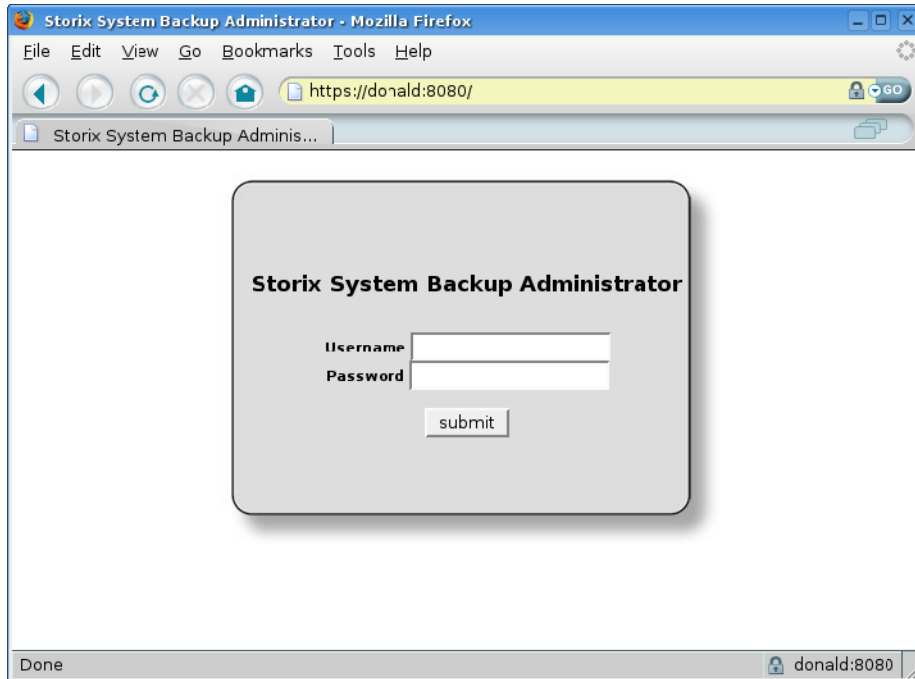 Storix System Backup Administrator - Mozilla Firefox
File Edit View Go Bookmarks Tools Help
https://donald:8080/ GO
Storix System Backup Adminis...
Storix System Backup Administrator
Username
Password
submit
Done donald:8080